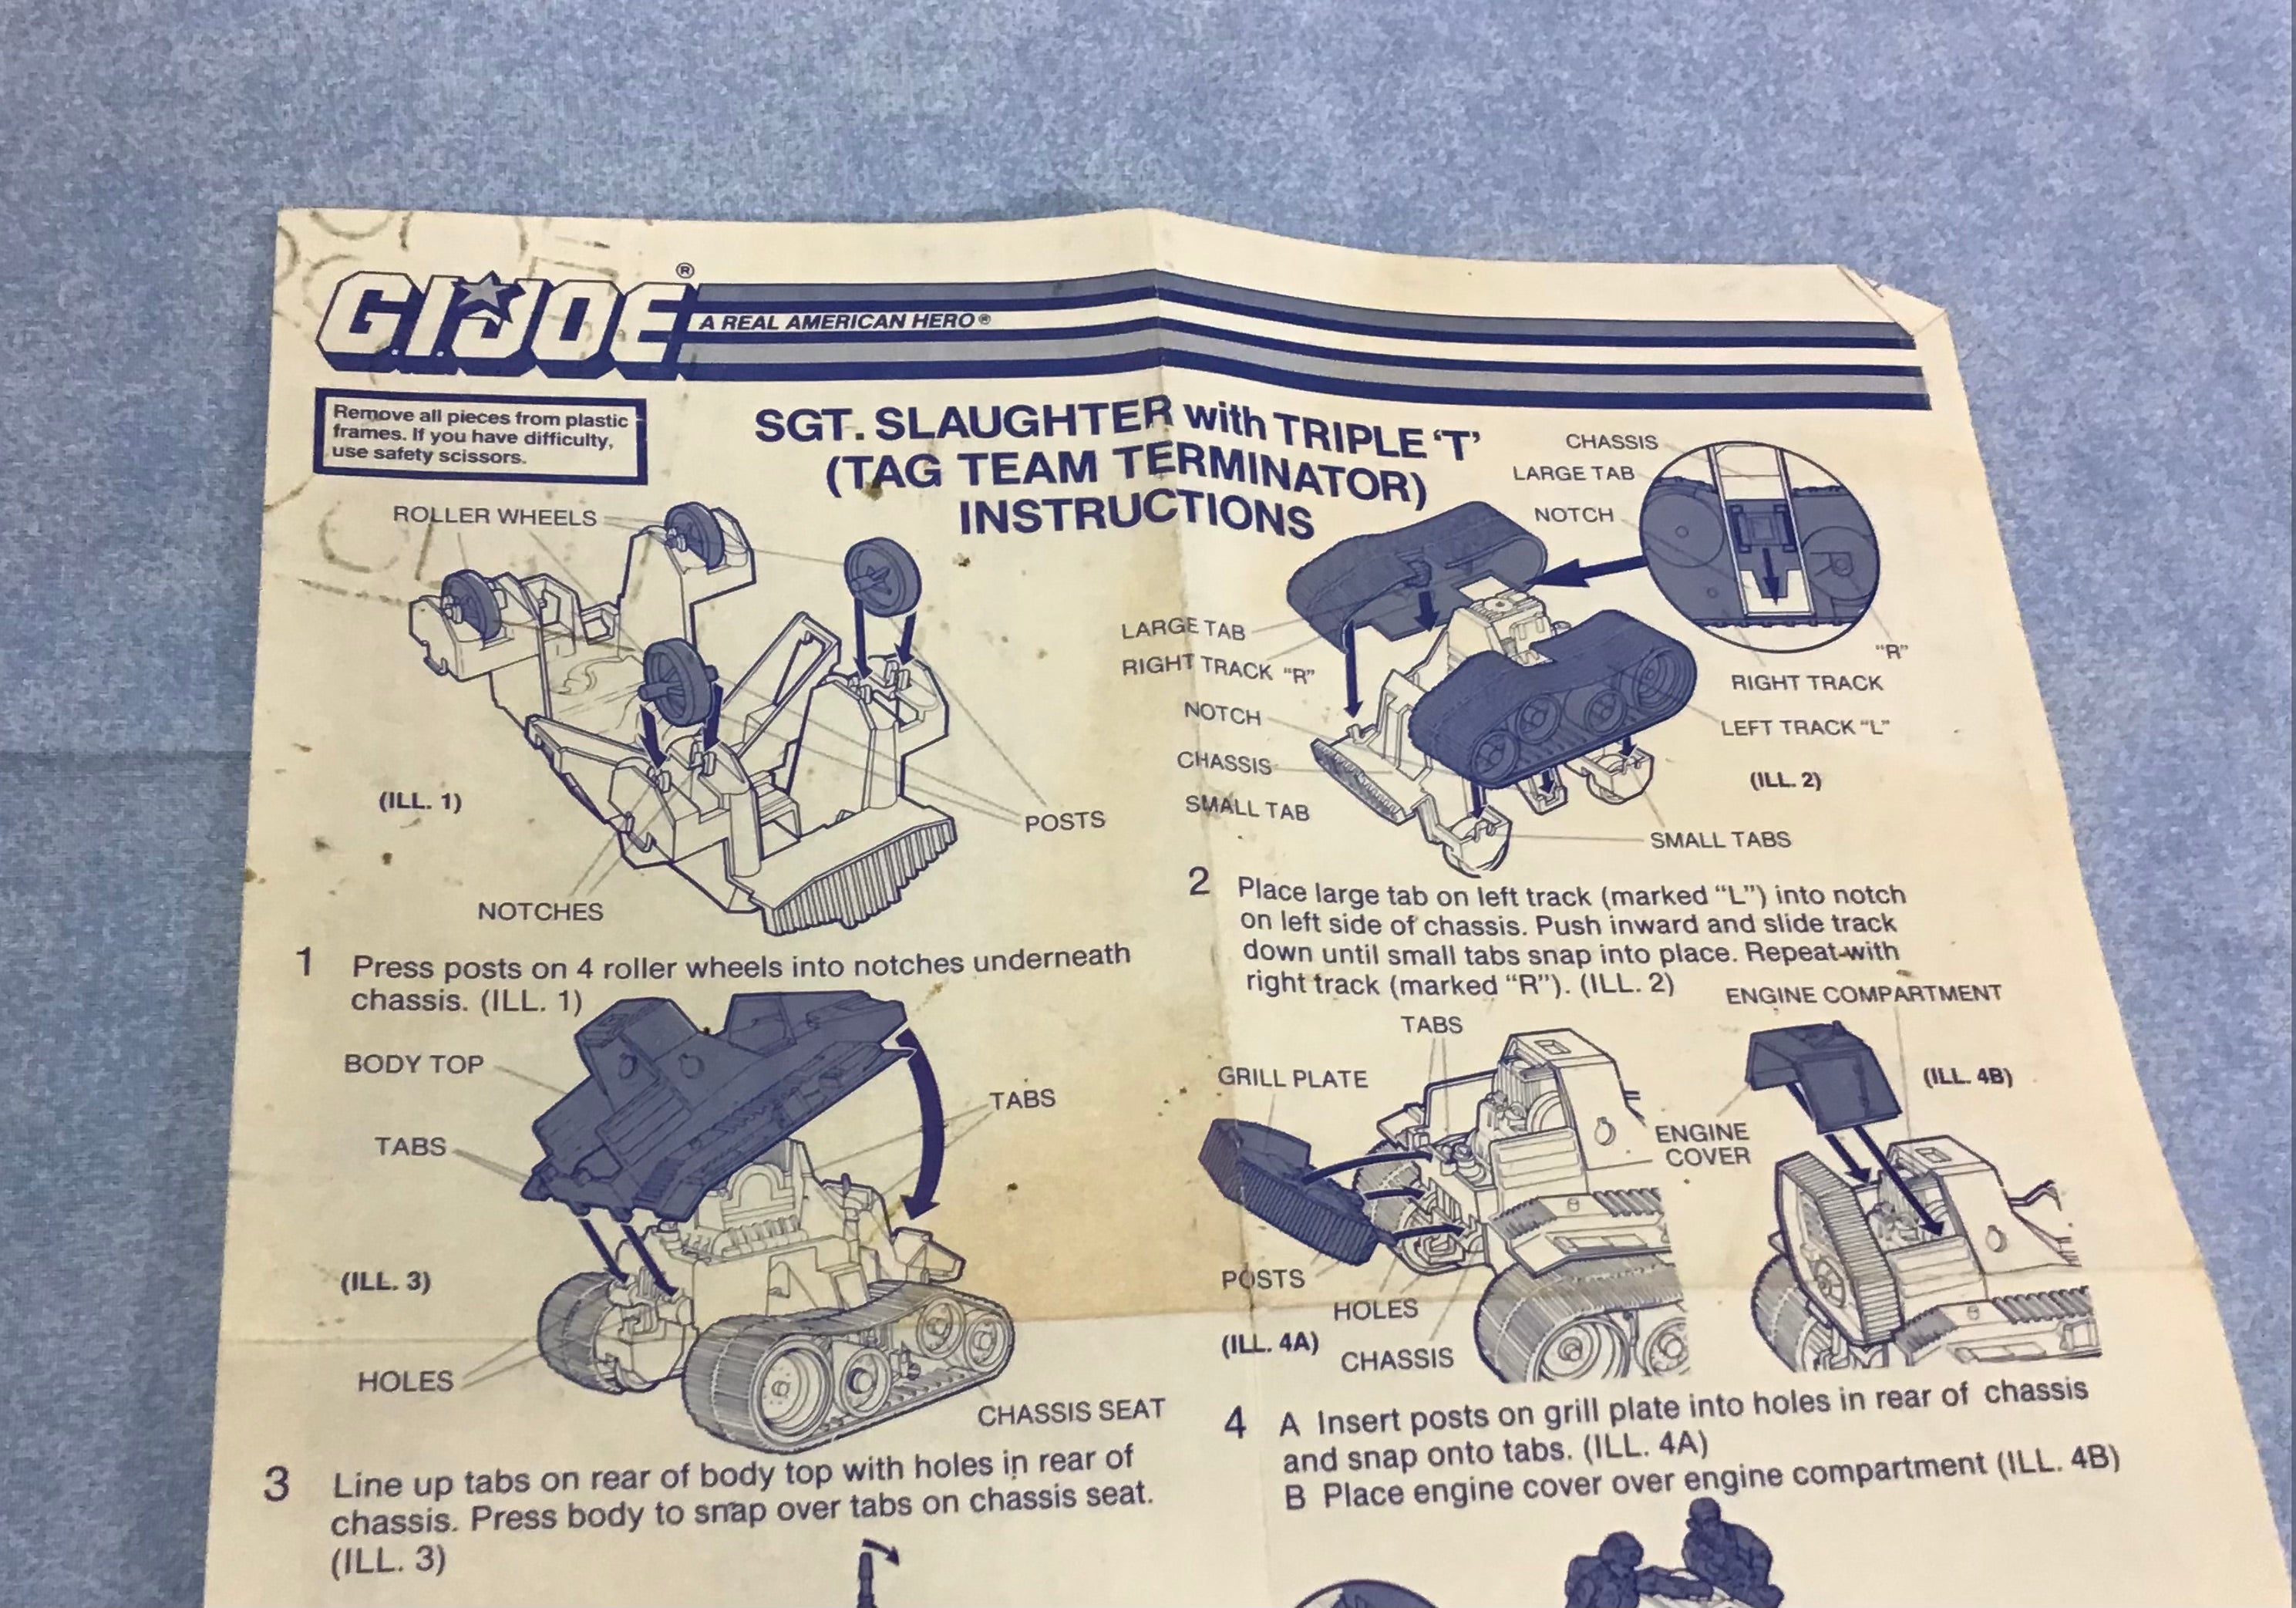 G.I.JOE®
A REAL AMERICAN HERO®
Remove all pieces from plastic
frames. If you have difficulty,
use safety scissors.
SGT. SLAUGHTER with TRIPLE ‘T’
(TAG TEAM TERMINATOR)
INSTRUCTIONS
ROLLER WHEELS
(ILL. 1)
POSTS
NOTCHES
1 Press posts on 4 roller wheels into notches underneath
chassis. (ILL. 1)
CHASSIS
LARGE TAB
NOTCH
LARGE TAB
RIGHT TRACK “R”
“R”
RIGHT TRACK
NOTCH
LEFT TRACK “L”
CHASSIS
(ILL. 2)
SMALL TAB
SMALL TABS
2 Place large tab on left track (marked “L”) into notch
on left side of chassis. Push inward and slide track
down until small tabs snap into place. Repeat with
right track (marked “R”). (ILL. 2)
BODY TOP
TABS
TABS
(ILL. 3)
HOLES
CHASSIS SEAT
3 Line up tabs on rear of body top with holes in rear of
chassis. Press body to snap over tabs on chassis seat.
(ILL. 3)
ENGINE COMPARTMENT
TABS
GRILL PLATE
(ILL. 4B)
ENGINE
COVER
POSTS
HOLES
(ILL. 4A)
CHASSIS
4 A Insert posts on grill plate into holes in rear of chassis
and snap onto tabs. (ILL. 4A)
B Place engine cover over engine compartment (ILL. 4B)